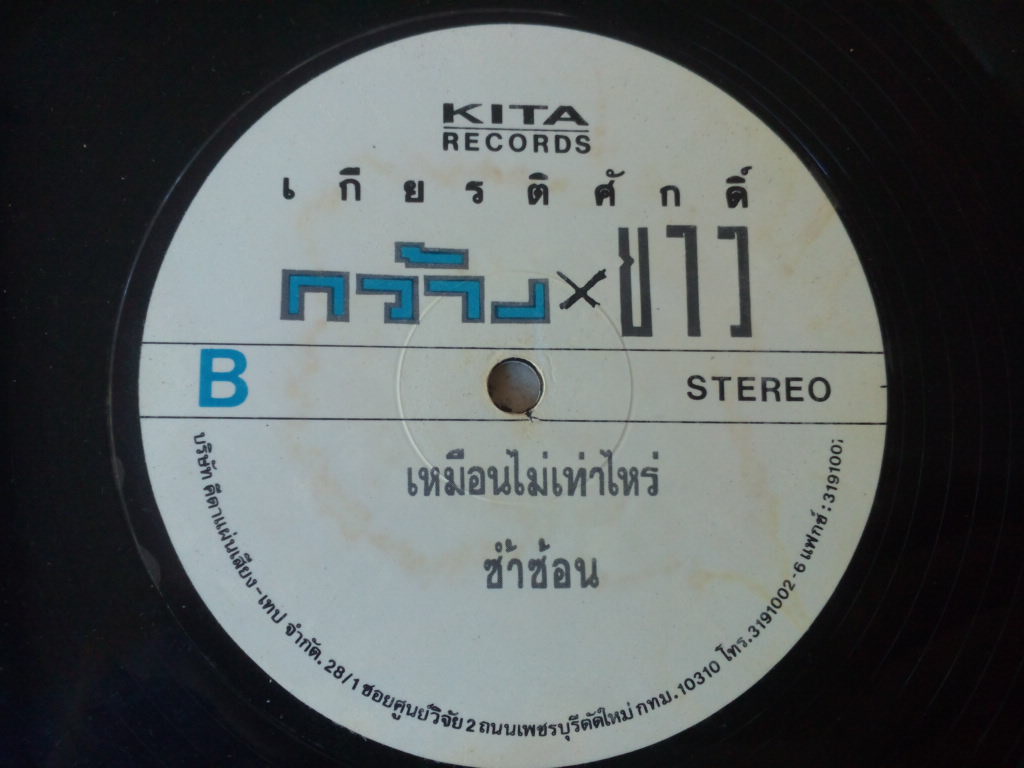 KITA
RECORDS
เกียรติศักดิ์
กว้าง × ยาว
B
STEREO
เหมือนไม่เท่าไหร่
ซ้ำซ้อน
บริษัท คีตาแผ่นเสียง-เทป จำกัด. 28/1 ซอยศูนย์วิจัย 2 ถนนเพชรบุรีตัดใหม่ กทม. 10310 โทร. 3191002-6 แฟกซ์ :